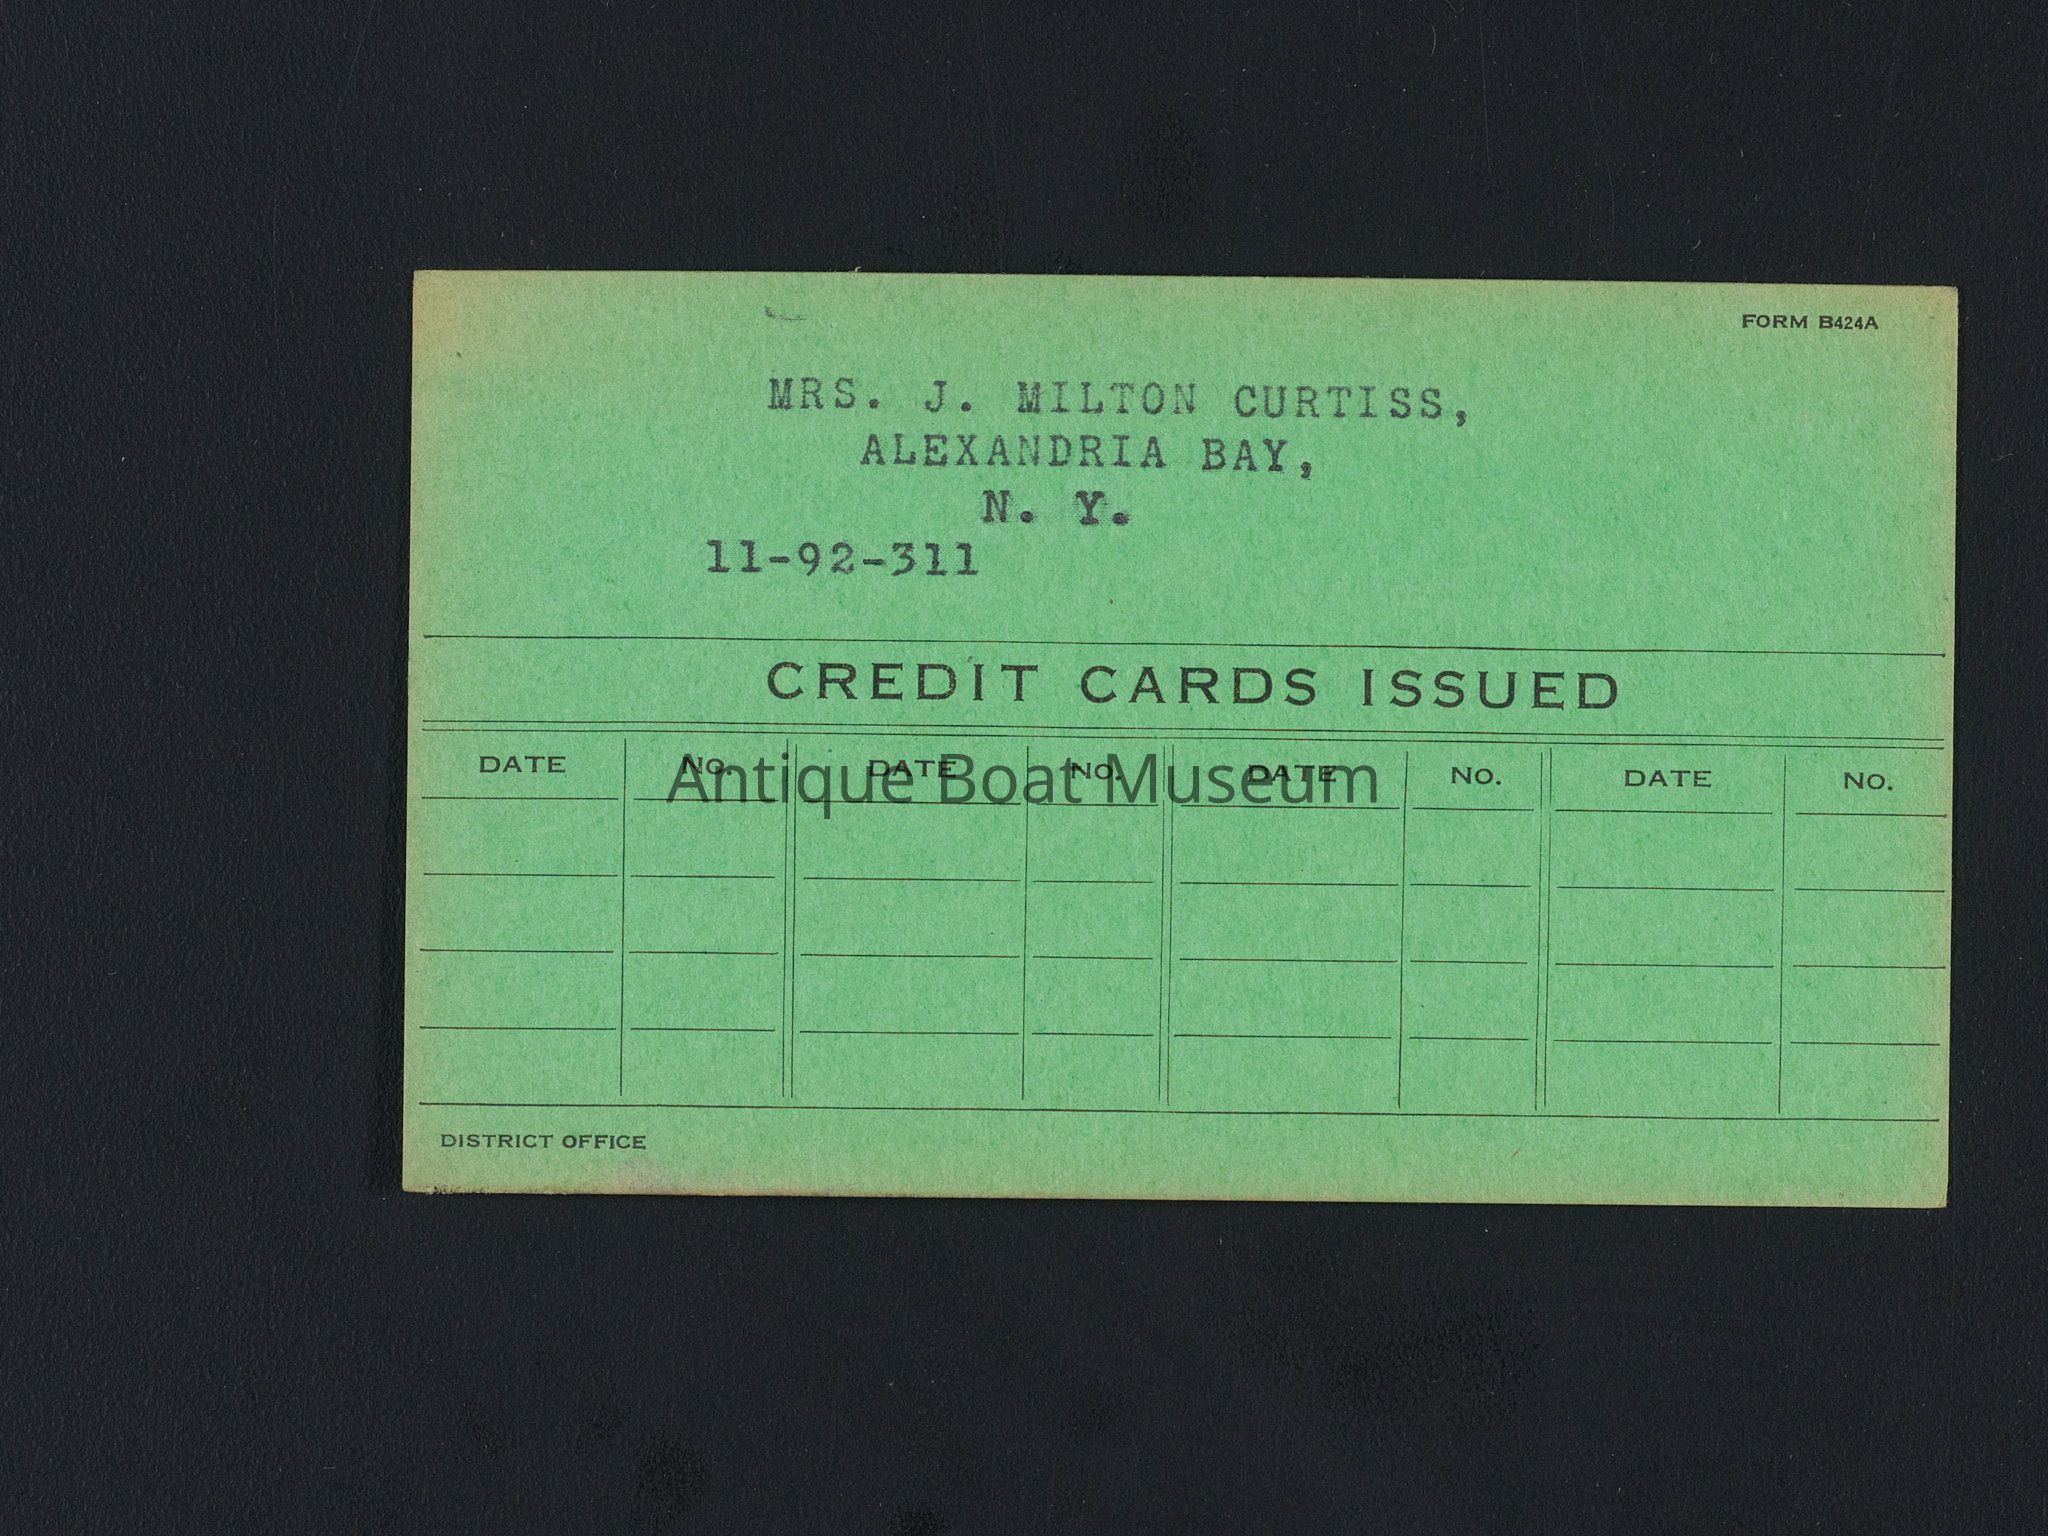 FORM B424A
MRS. J. MILTON CURTISS,
ALEXANDRIA BAY,
N. Y.
11-92-311
CREDIT CARDS ISSUED
DATE NO. DATE NO. DATE NO. DATE NO.
Antique Boat Museum
DISTRICT OFFICE